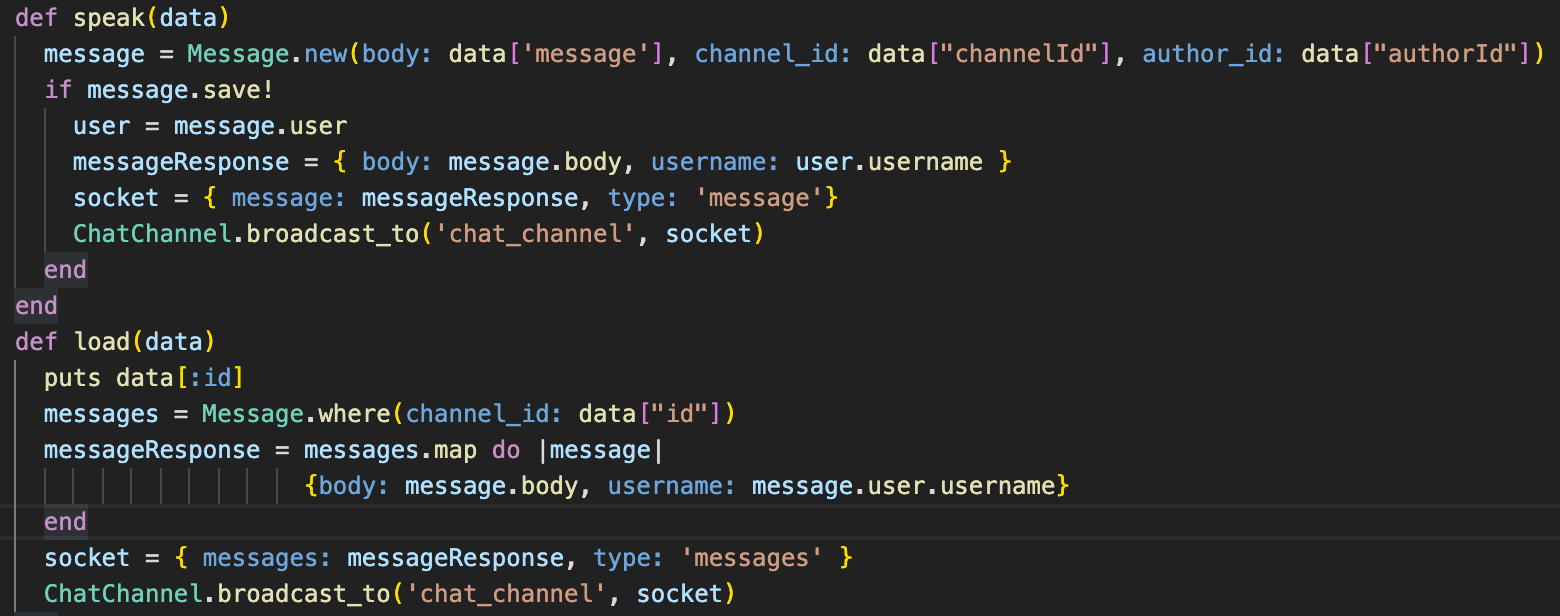 def speak(data)
  message = Message.new(body: data['message'], channel_id: data["channelId"], author_id: data["authorId"])
  if message.save!
    user = message.user
    messageResponse = { body: message.body, username: user.username }
    socket = { message: messageResponse, type: 'message'}
    ChatChannel.broadcast_to('chat_channel', socket)
  end
end
def load(data)
  puts data[:id]
  messages = Message.where(channel_id: data["id"])
  messageResponse = messages.map do |message|
                    {body: message.body, username: message.user.username}
  end
  socket = { messages: messageResponse, type: 'messages' }
  ChatChannel.broadcast_to('chat_channel', socket)